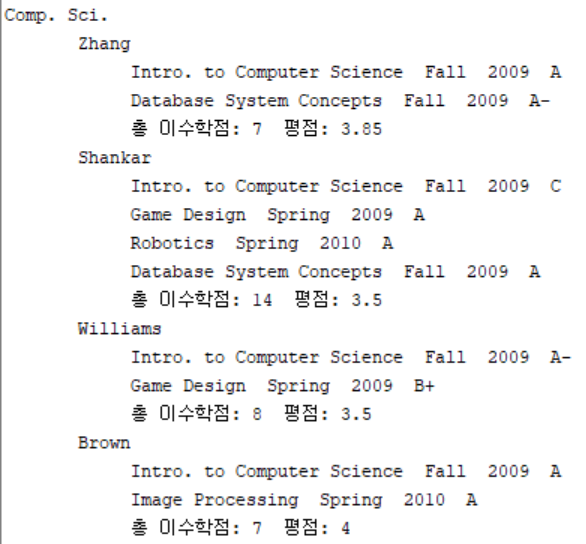 Comp. Sci.
Zhang
Intro. to Computer Science Fall 2009 A
Database System Concepts Fall 2009 A-
총 이수학점: 7 평점: 3.85
Shankar
Intro. to Computer Science Fall 2009 C
Game Design Spring 2009 A
Robotics Spring 2010 A
Database System Concepts Fall 2009 A
총 이수학점: 14 평점: 3.5
Williams
Intro. to Computer Science Fall 2009 A-
Game Design Spring 2009 B+
총 이수학점: 8 평점: 3.5
Brown
Intro. to Computer Science Fall 2009 A
Image Processing Spring 2010 A
총 이수학점: 7 평점: 4